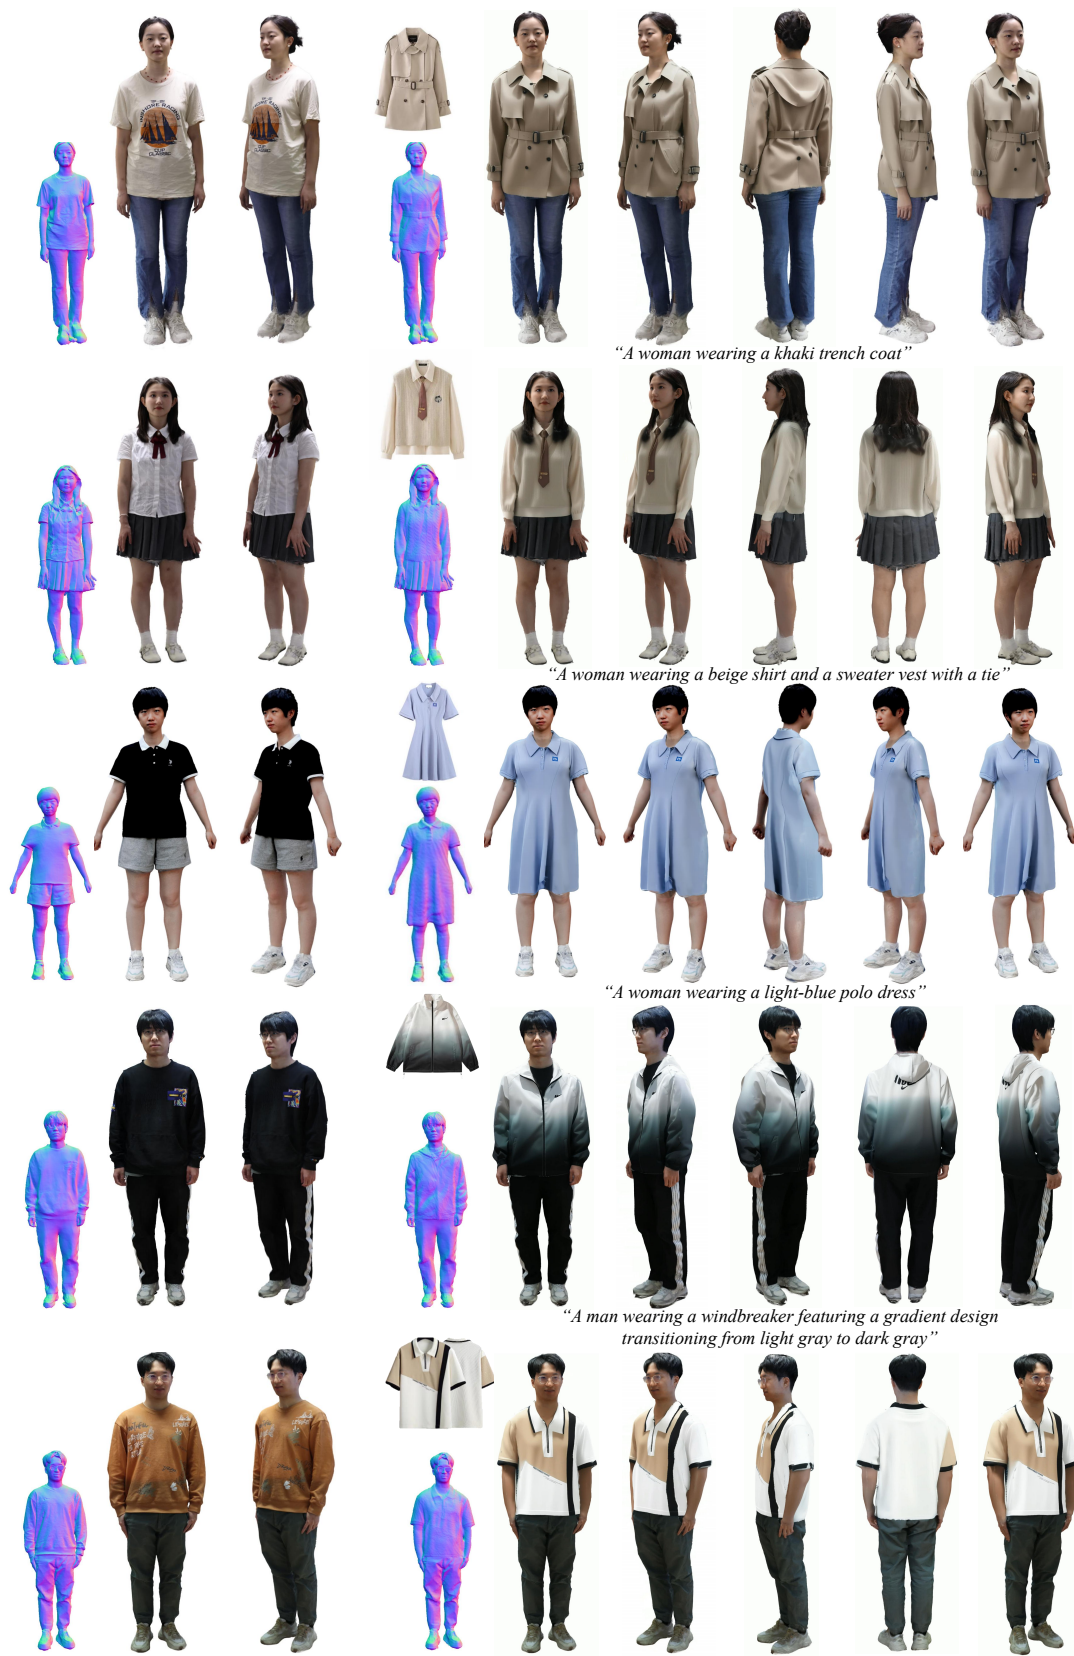 “A woman wearing a khaki trench coat”
“A woman wearing a beige shirt and a sweater vest with a tie”
“A woman wearing a light-blue polo dress”
“A man wearing a windbreaker featuring a gradient design
transitioning from light gray to dark gray”